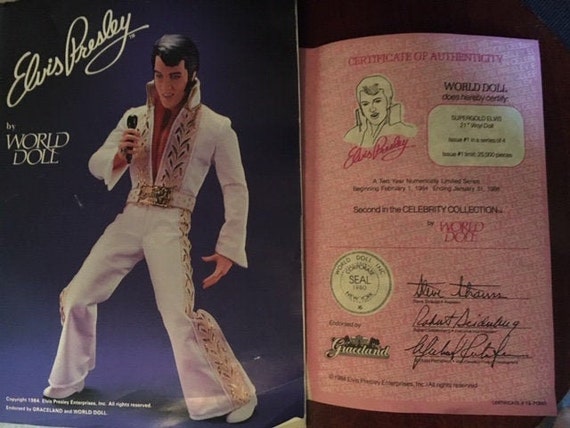 Elvis Presley TM
by
WORLD
DOLL
Copyright 1984 Elvis Presley Enterprises, Inc. All rights reserved.
Endorsed by GRACELAND and WORLD DOLL.
CERTIFICATE OF AUTHENTICITY
WORLD DOLL
does hereby certify:
SUPERGOLD ELVIS
21" Vinyl Doll
Issue #1 in a series of 4
Issue #1 limit: 25,000 pieces
Elvis Presley
A Two Year Numerically Limited Series
Beginning February 1, 1984 Ending January 31, 1986
Second in the CELEBRITY COLLECTION
by WORLD
DOLL
WORLD DOLL INC.
CORPORATE
SEAL
1980
NEW YORK
Endorsed by
Graceland
© 1984 Elvis Presley Enterprises, Inc. All rights reserved